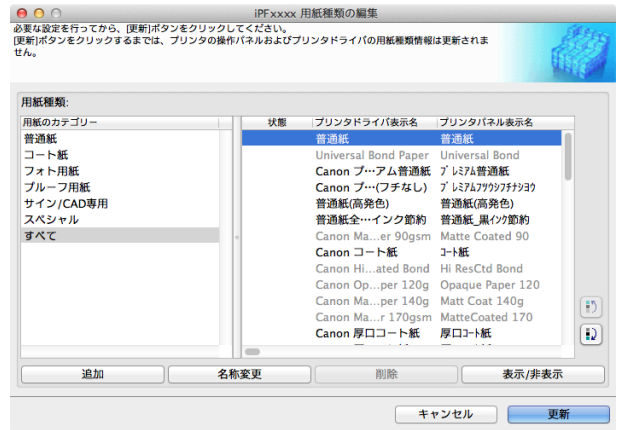 iPFxxxx 用紙種類の編集
必要な設定を行ってから、[更新]ボタンをクリックしてください。
[更新]ボタンをクリックするまでは、プリンタの操作パネルおよびプリンタドライバの用紙種類情報は更新されま
せん。
用紙種類:
用紙のカテゴリー
普通紙
コート紙
フォト用紙
プルーフ用紙
サイン/CAD専用
スペシャル
すべて
状態 プリンタドライバ表示名 プリンタパネル表示名
普通紙 普通紙
Universal Bond Paper Universal Bond
Canon プ…アム普通紙 プレミアム普通紙
Canon プ…(フチなし) プレミアムフツウシフチナシヨウ
普通紙(高発色) 普通紙(高発色)
普通紙全…インク節約 普通紙_黒インク節約
Canon Ma…er 90gsm Matte Coated 90
Canon コート紙 コート紙
Canon Hi…ated Bond Hi ResCtd Bond
Canon Op…per 120g Opaque Paper 120
Canon Ma…per 140g Matt Coat 140g
Canon Ma…r 170gsm MatteCoated 170
Canon 厚口コート紙 厚口コート紙
追加 名称変更 削除 表示/非表示
キャンセル 更新